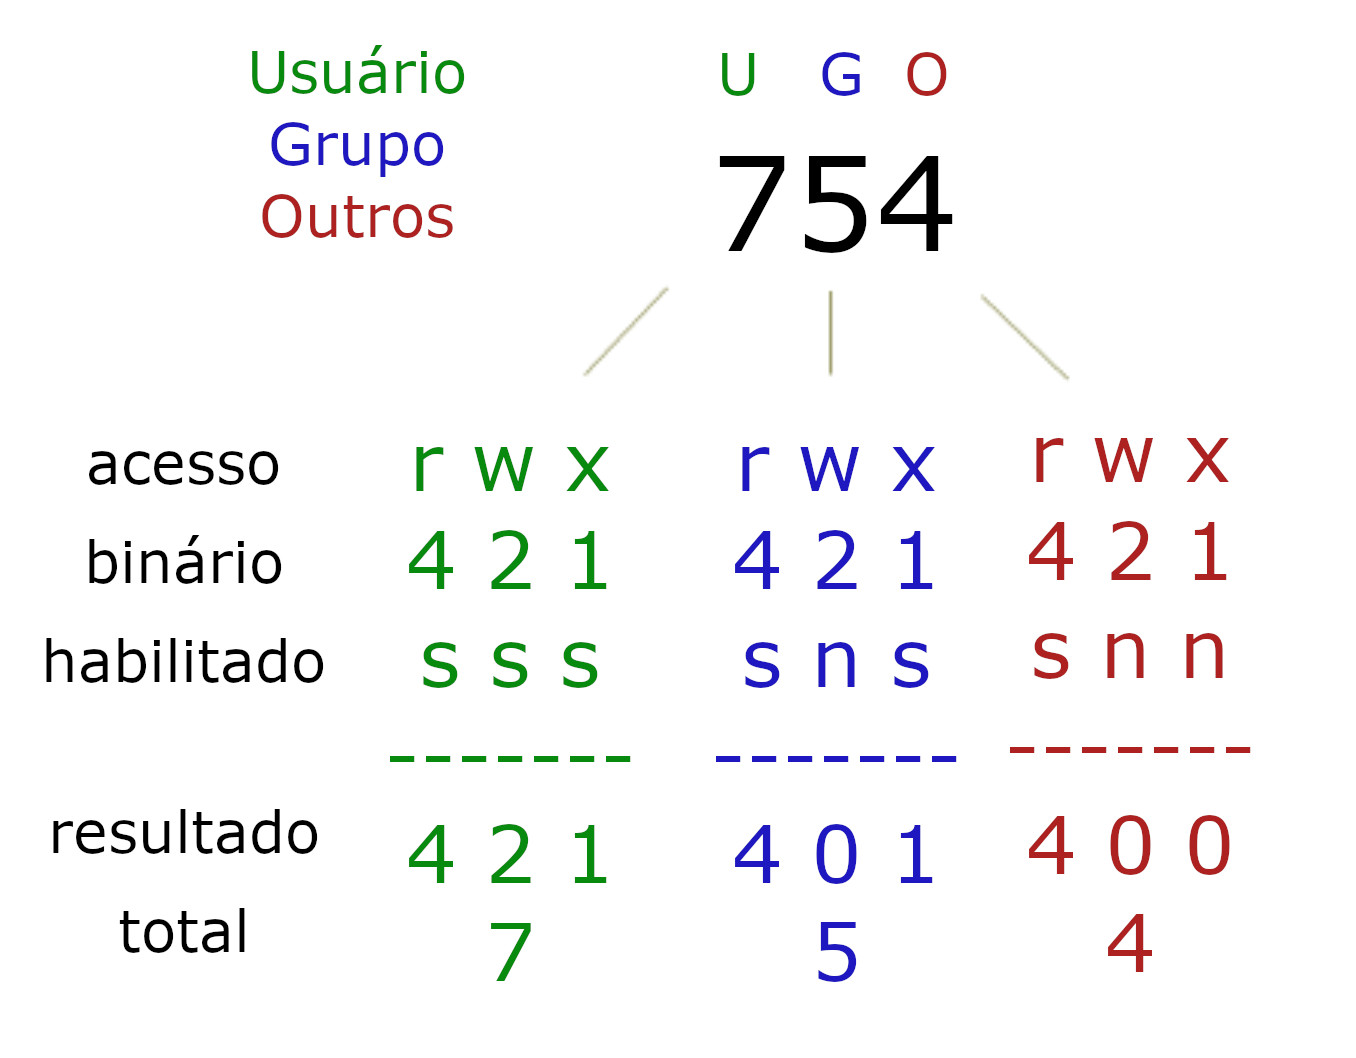 Usuário
Grupo
Outros
U G O
754
acesso r w x r w x r w x
binário 4 2 1 4 2 1 4 2 1
habilitado s s s s n s s n n
------- ------- -------
resultado 4 2 1 4 0 1 4 0 0
total 7 5 4